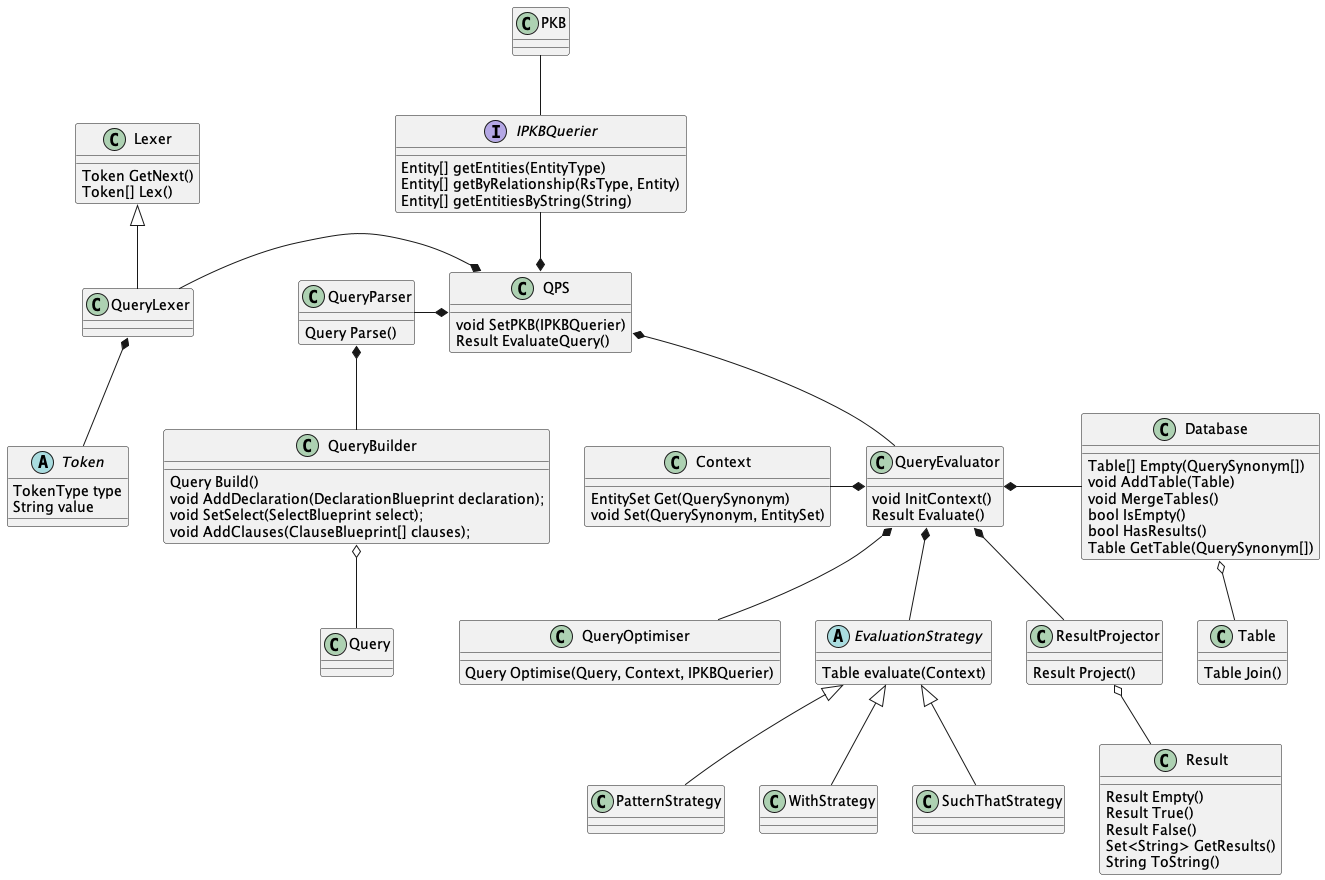 C PKB
C Lexer
Token GetNext()
Token[] Lex()
I IPKBQuerier
Entity[] getEntities(EntityType)
Entity[] getByRelationship(RsType, Entity)
Entity[] getEntitiesByString(String)
C QueryLexer
C QueryParser
Query Parse()
C QPS
void SetPKB(IPKBQuerier)
Result EvaluateQuery()
A Token
TokenType type
String value
C QueryBuilder
Query Build()
void AddDeclaration(DeclarationBlueprint declaration);
void SetSelect(SelectBlueprint select);
void AddClauses(ClauseBlueprint[] clauses);
C Context
EntitySet Get(QuerySynonym)
void Set(QuerySynonym, EntitySet)
C QueryEvaluator
void InitContext()
Result Evaluate()
C Database
Table[] Empty(QuerySynonym[])
void AddTable(Table)
void MergeTables()
bool IsEmpty()
bool HasResults()
Table GetTable(QuerySynonym[])
C Query
C QueryOptimiser
Query Optimise(Query, Context, IPKBQuerier)
A EvaluationStrategy
Table evaluate(Context)
C ResultProjector
Result Project()
C Table
Table Join()
C PatternStrategy
C WithStrategy
C SuchThatStrategy
C Result
Result Empty()
Result True()
Result False()
Set<String> GetResults()
String ToString()